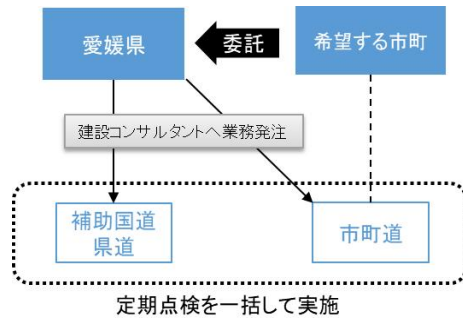 愛媛県
委託
希望する市町
建設コンサルタントへ業務発注
補助国道
県道
市町道
定期点検を一括して実施